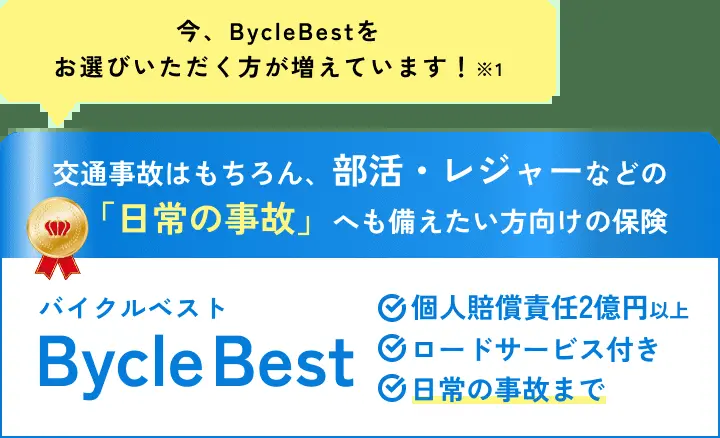 今、BycleBestを
お選びいただく方が増えています！※1
交通事故はもちろん、部活・レジャーなどの
「日常の事故」へも備えたい方向けの保険
バイクルベスト
Bycle Best
個人賠償責任2億円以上
ロードサービス付き
日常の事故まで